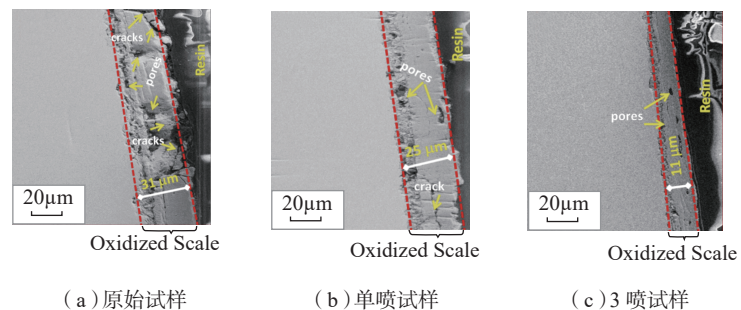 cracks
pores
cracks
31 μm
Resin
20μm
Oxidized Scale
(a)原始试样
pores
25 μm
crack
Resin
20μm
Oxidized Scale
(b)单喷试样
pores
11 μm
Resin
20μm
Oxidized Scale
(c)3 喷试样